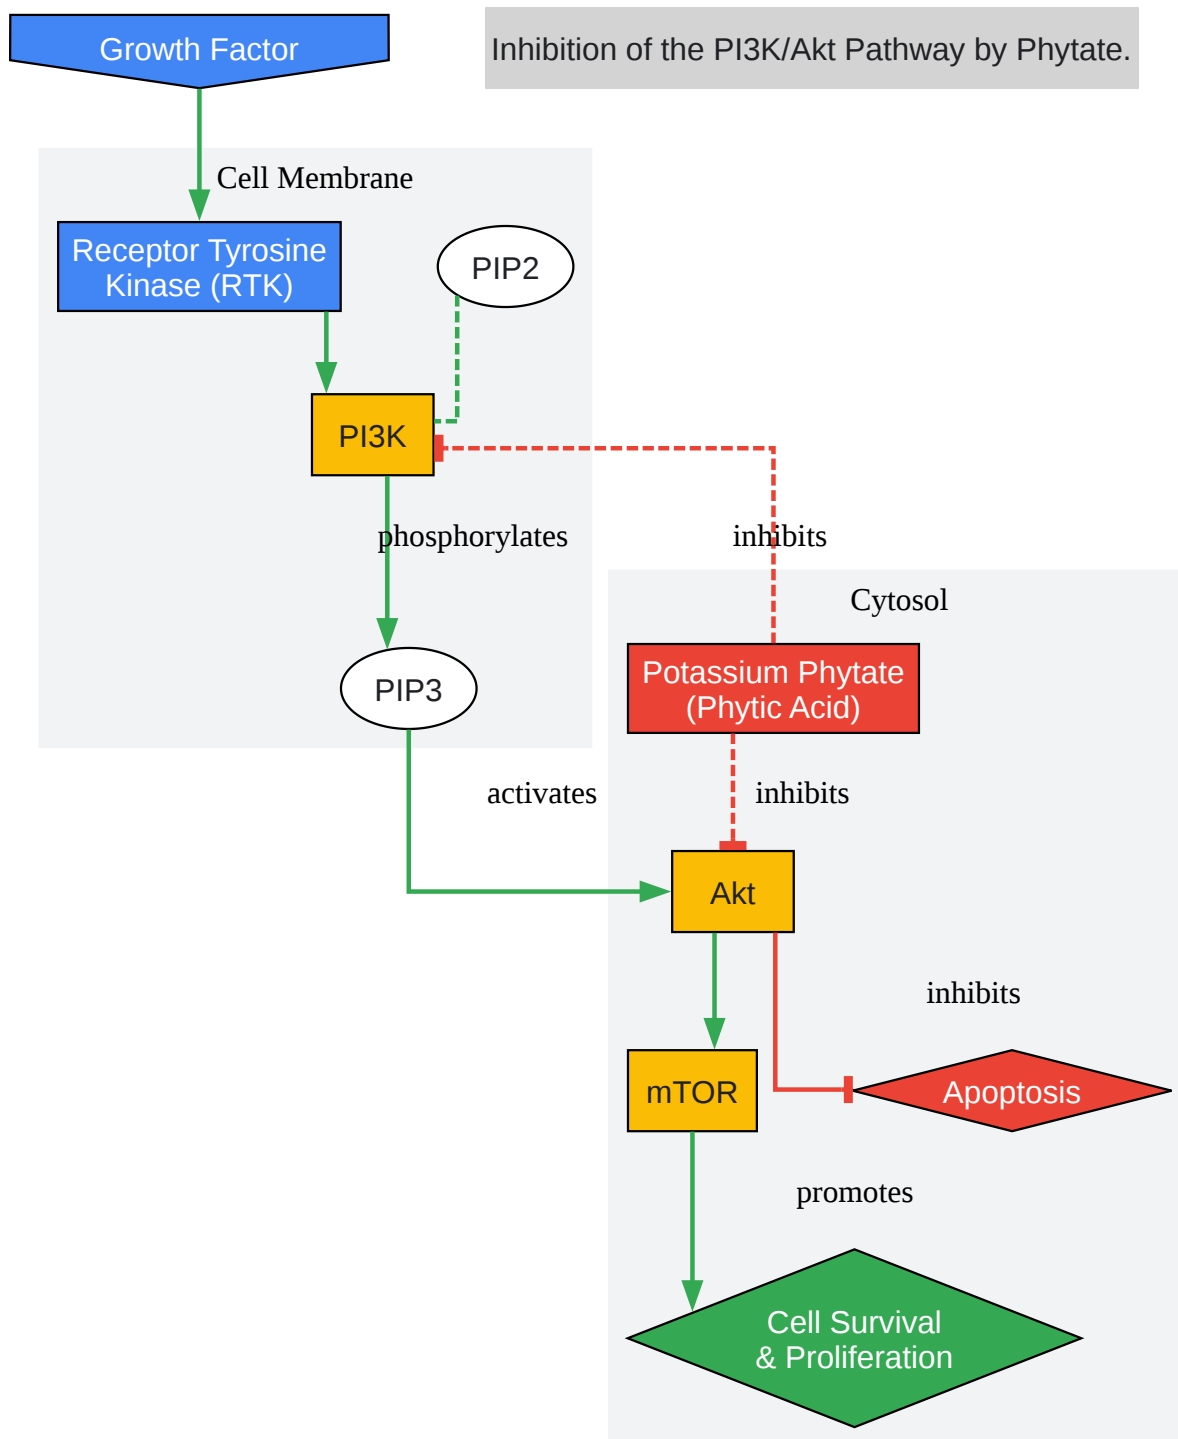 Growth Factor
Inhibition of the PI3K/Akt Pathway by Phytate.
Cell Membrane
Receptor Tyrosine
Kinase (RTK)
PIP2
PI3K
phosphorylates
inhibits
Cytosol
Potassium Phytate
(Phytic Acid)
PIP3
activates
inhibits
Akt
inhibits
mTOR
Apoptosis
promotes
Cell Survival
& Proliferation